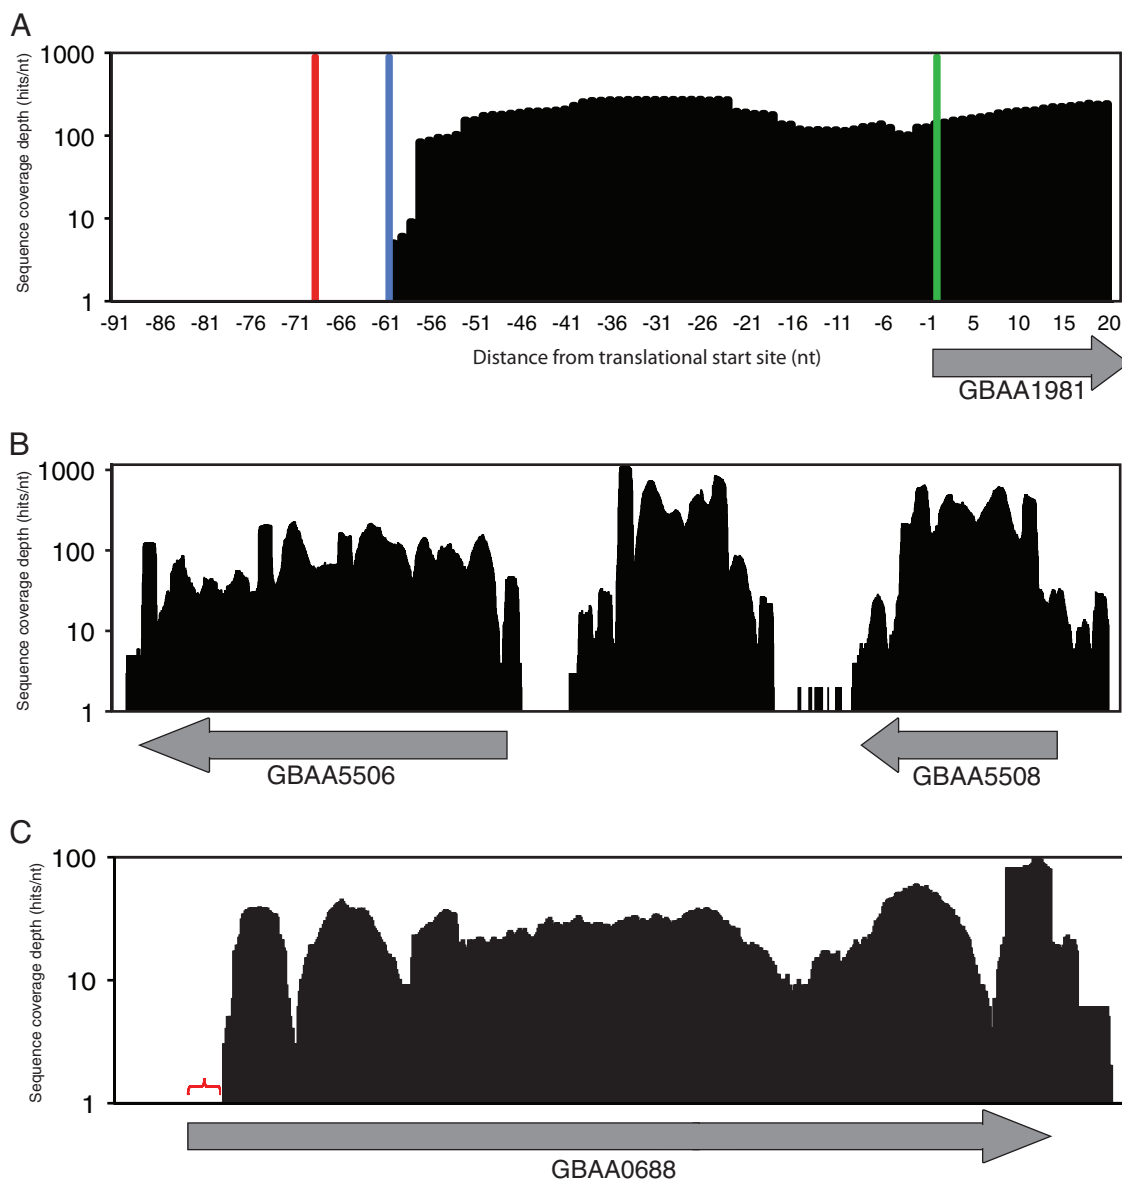 A
Sequence coverage depth (hits/nt)
1000
100
10
1
-91 -86 -81 -76 -71 -66 -61 -56 -51 -46 -41 -36 -31 -26 -21 -16 -11 -6 -1 5 10 15 20
Distance from translational start site (nt)
GBAA1981
B
Sequence coverage depth (hits/nt)
1000
100
10
1
GBAA5506
GBAA5508
C
Sequence coverage depth (hits/nt)
100
10
1
GBAA0688